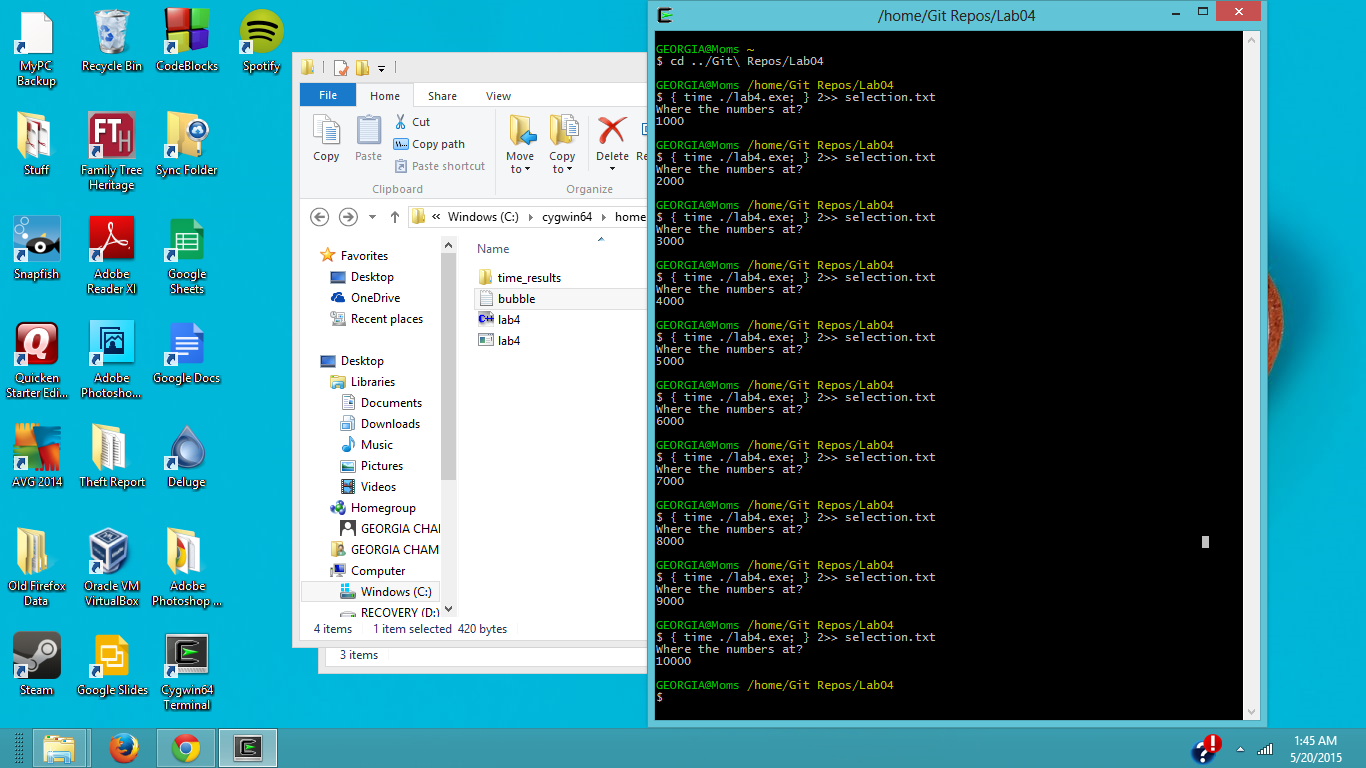 MyPC Backup
Recycle Bin
CodeBlocks
Spotify
Stuff
Family Tree Heritage
Sync Folder
Snapfish
Adobe Reader XI
Google Sheets
Quicken Starter Edi...
Adobe Photosho...
Google Docs
AVG 2014
Theft Report
Deluge
Old Firefox Data
Oracle VM VirtualBox
Adobe Photoshop ...
Steam
Google Slides
Cygwin64 Terminal
File Home Share View
Copy
Paste
Cut
Copy path
Paste shortcut
Clipboard
Move to
Copy to
Delete
Re
Organize
« Windows (C:) cygwin64 home
Favorites
Desktop
OneDrive
Recent places
Desktop
Libraries
Documents
Downloads
Music
Pictures
Videos
Homegroup
GEORGIA CHA
GEORGIA CHAM
Computer
Windows (C:)
RECOVERY (D:)
Name
time_results
bubble
lab4
lab4
4 items 1 item selected 420 bytes
3 items
/home/Git Repos/Lab04
GEORGIA@Moms ~
$ cd ../Git\ Repos/Lab04
GEORGIA@Moms /home/Git Repos/Lab04
$ { time ./lab4.exe; } 2>> selection.txt
Where the numbers at?
1000
GEORGIA@Moms /home/Git Repos/Lab04
$ { time ./lab4.exe; } 2>> selection.txt
Where the numbers at?
2000
GEORGIA@Moms /home/Git Repos/Lab04
$ { time ./lab4.exe; } 2>> selection.txt
Where the numbers at?
3000
GEORGIA@Moms /home/Git Repos/Lab04
$ { time ./lab4.exe; } 2>> selection.txt
Where the numbers at?
4000
GEORGIA@Moms /home/Git Repos/Lab04
$ { time ./lab4.exe; } 2>> selection.txt
Where the numbers at?
5000
GEORGIA@Moms /home/Git Repos/Lab04
$ { time ./lab4.exe; } 2>> selection.txt
Where the numbers at?
6000
GEORGIA@Moms /home/Git Repos/Lab04
$ { time ./lab4.exe; } 2>> selection.txt
Where the numbers at?
7000
GEORGIA@Moms /home/Git Repos/Lab04
$ { time ./lab4.exe; } 2>> selection.txt
Where the numbers at?
8000
GEORGIA@Moms /home/Git Repos/Lab04
$ { time ./lab4.exe; } 2>> selection.txt
Where the numbers at?
9000
GEORGIA@Moms /home/Git Repos/Lab04
$ { time ./lab4.exe; } 2>> selection.txt
Where the numbers at?
10000
GEORGIA@Moms /home/Git Repos/Lab04
$
1:45 AM
5/20/2015